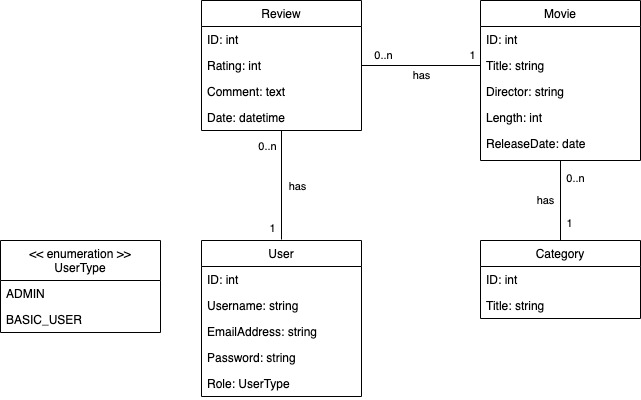 Review
ID: int
Rating: int
Comment: text
Date: datetime
0..n
1
has
Movie
ID: int
Title: string
Director: string
Length: int
ReleaseDate: date
0..n
has
1
0..n
has
1
<< enumeration >>
UserType
ADMIN
BASIC_USER
User
ID: int
Username: string
EmailAddress: string
Password: string
Role: UserType
Category
ID: int
Title: string